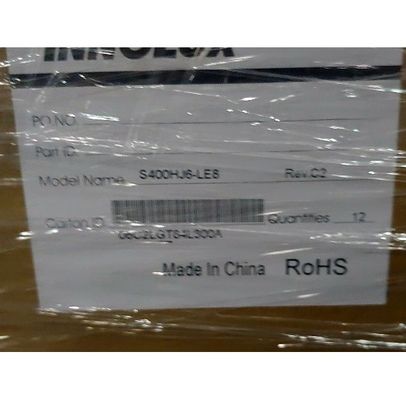 INNOLUX
PO NO.
Part ID.
Model Name S400HJ6-LE8 Rev.C2
Carton ID. Quantities 12
Made In China RoHS